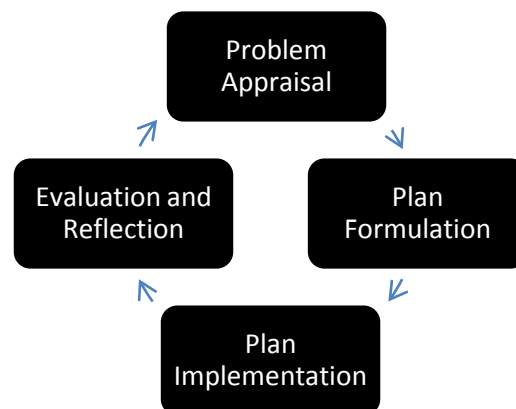 Problem
Appraisal
Evaluation and
Reflection
Plan
Formulation
Plan
Implementation